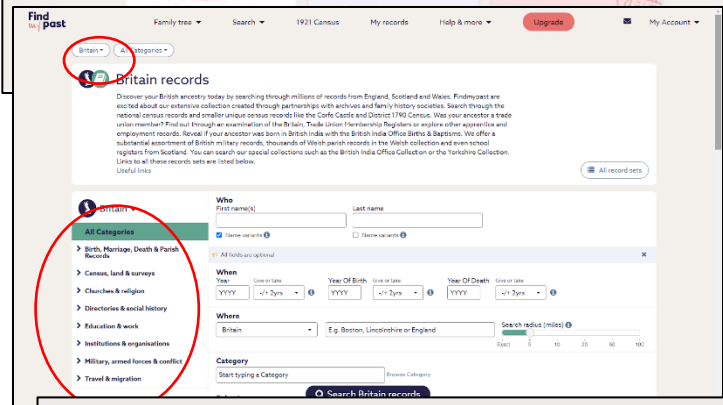 Find my past
Family tree Search 1921 Census My records Help & more Upgrade My Account
Britain All Categories
Britain records
Discover your British ancestry today by searching through millions of records from England, Scotland and Wales. Findmypast are
excited about our extensive collection created through partnerships with archives and family history societies. Search through the
national census records and smaller unique census records like the Corfe Castle and District 1790 Census. Was your ancestor a trade
union member? Find out through an examination of the Britain, Trade Union Membership Registers or explore other apprentice and
employment records. Reveal if your ancestor was born in British India with the British India Office Births & Baptisms. We offer a
substantial assortment of British military records, thousands of Welsh parish records in the Welsh collection and even school
registers from Scotland. You can search our special collections such as the British India Office Collection or the Yorkshire Collection.
Links to all these records sets are listed below.
Useful links
All record sets
Britain
All Categories
Birth, Marriage, Death & Parish
Records
Census, land & surveys
Churches & religion
Directories & social history
Education & work
Institutions & organisations
Military, armed forces & conflict
Travel & migration
Who
First name(s) Last name
Name variants Name variants
All fields are optional
When
Year Give or take Year Of Birth Give or take Year Of Death Give or take
YYYY -/+ 2yrs YYYY -/+ 2yrs YYYY -/+ 2yrs
Where
Britain E.g. Boston, Lincolnshire or England Search radius (miles)
Exact 5 10 20 50 100
Category
Start typing a Category Browse Category
Search Britain records